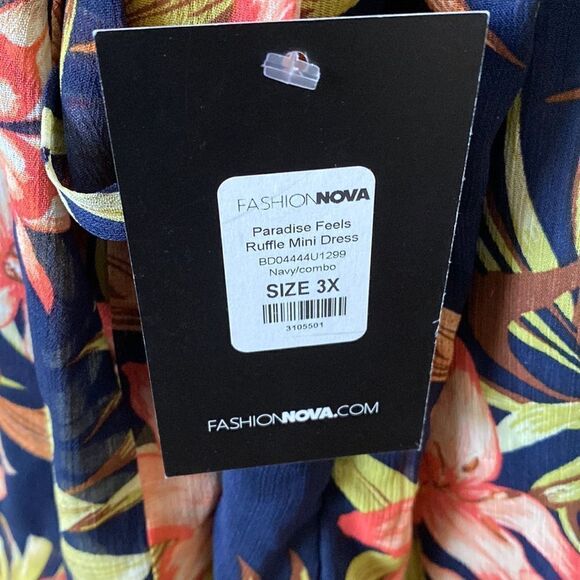 FASHIONNOVA
Paradise Feels
Ruffle Mini Dress
BD04444U1299
Navy/combo
SIZE 3X
3105501
FASHIONNOVA.COM